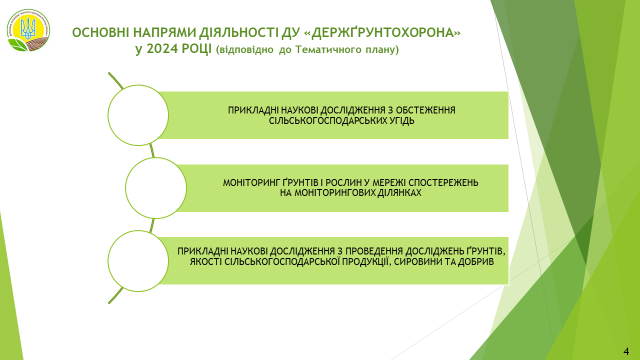 ОСНОВНІ НАПРЯМИ ДІЯЛЬНОСТІ ДУ «ДЕРЖҐРУНТОХОРОНА»
у 2024 РОЦІ (відповідно до Тематичного плану)
ПРИКЛАДНІ НАУКОВІ ДОСЛІДЖЕННЯ З ОБСТЕЖЕННЯ
СІЛЬСЬКОГОСПОДАРСЬКИХ УГІДЬ
МОНІТОРИНГ ҐРУНТІВ І РОСЛИН У МЕРЕЖІ СПОСТЕРЕЖЕНЬ
НА МОНІТОРИНГОВИХ ДІЛЯНКАХ
ПРИКЛАДНІ НАУКОВІ ДОСЛІДЖЕННЯ З ПРОВЕДЕННЯ ДОСЛІДЖЕНЬ ҐРУНТІВ,
ЯКОСТІ СІЛЬСЬКОГОСПОДАРСЬКОЇ ПРОДУКЦІЇ, СИРОВИНИ ТА ДОБРИВ
4